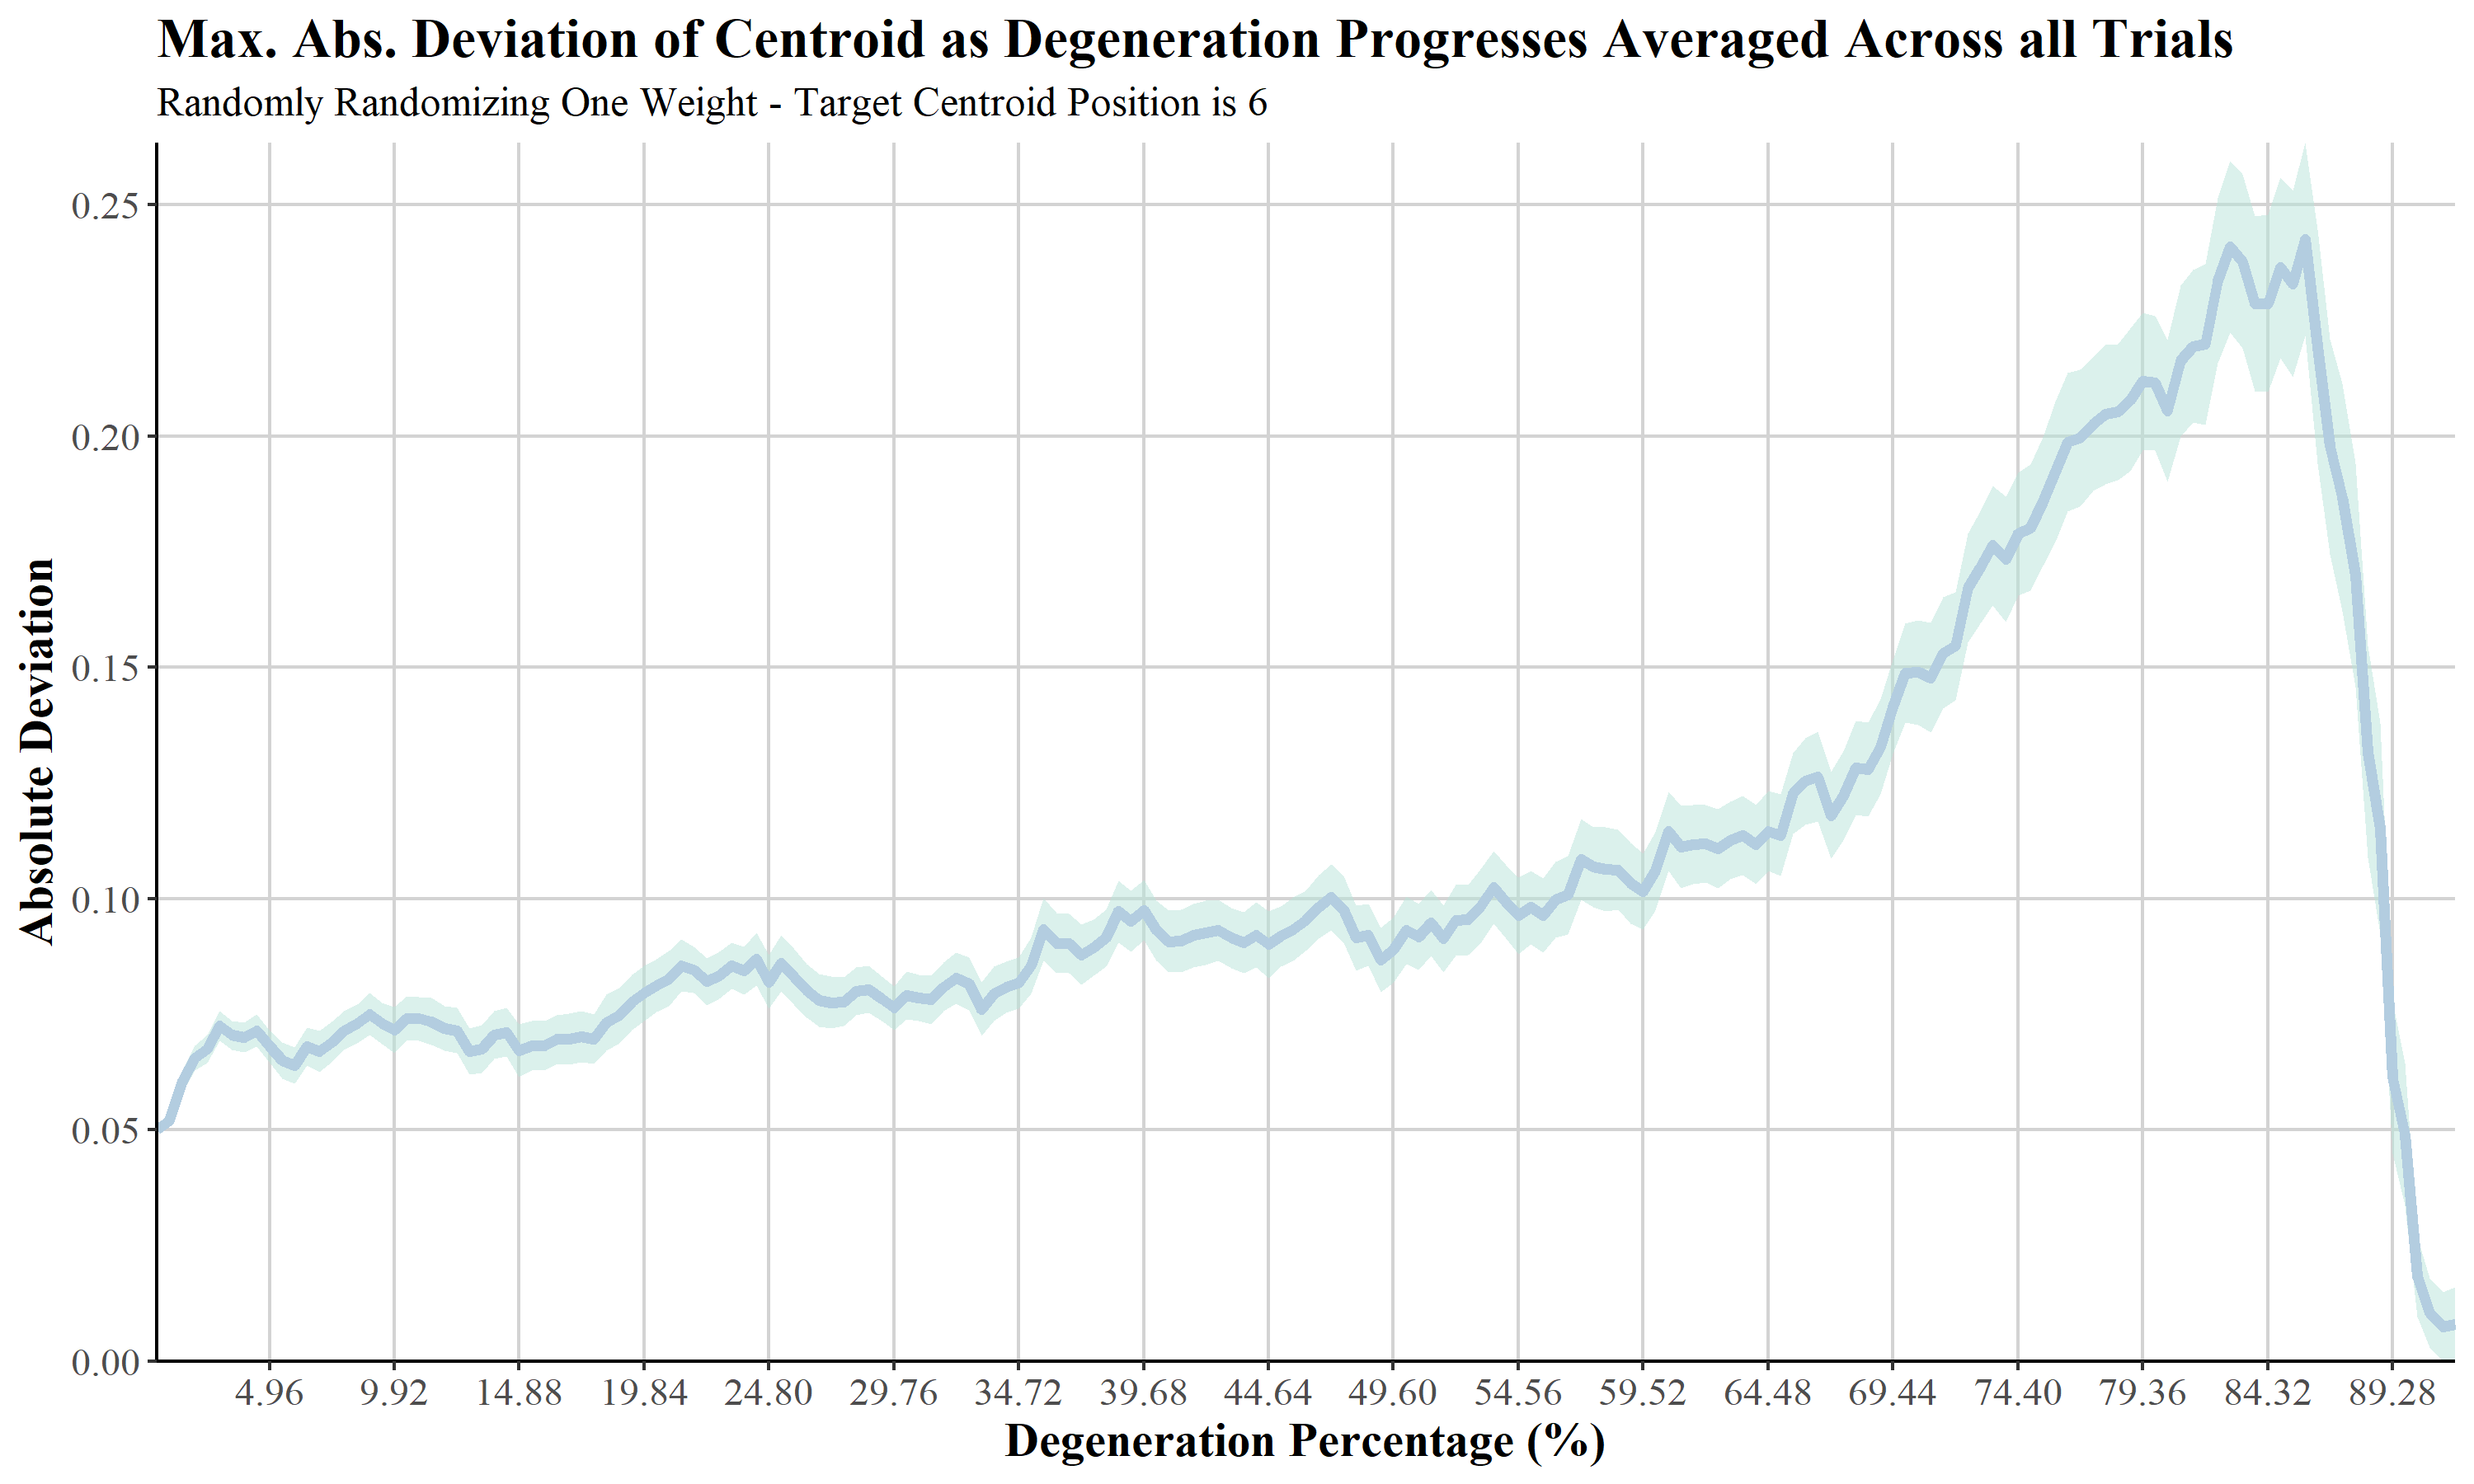 Max. Abs. Deviation of Centroid as Degeneration Progresses Averaged Across all Trials
Randomly Randomizing One Weight - Target Centroid Position is 6
Absolute Deviation
0.25
0.20
0.15
0.10
0.05
0.00
4.96 9.92 14.88 19.84 24.80 29.76 34.72 39.68 44.64 49.60 54.56 59.52 64.48 69.44 74.40 79.36 84.32 89.28
Degeneration Percentage (%)